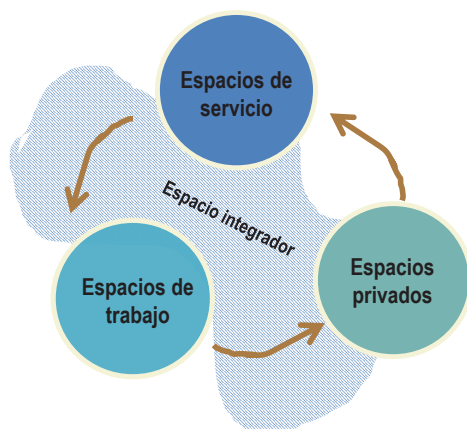 Espacios de
servicio
Espacio integrador
Espacios de
trabajo
Espacios
privados